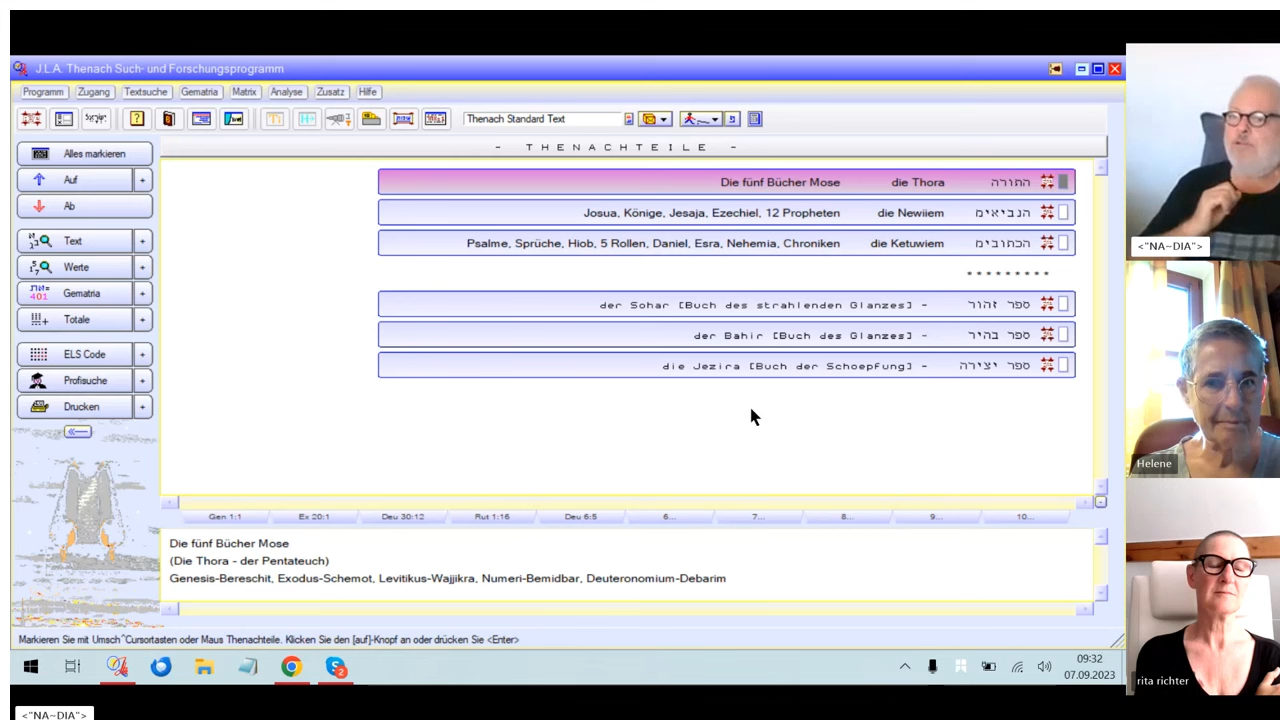 J.L.A. Thenach Such- und Forschungsprogramm
Programm Zugang Textsuche Gematria Matrix Analyse Zusatz Hilfe
Thenach Standard Text
- THENACHTEILE -
Alles markieren
Auf +
Ab
Text +
Werte +
Gematria +
Totale +
ELS Code +
Profisuche +
Drucken +
Die fünf Bücher Mose die Thora התורה
Josua, Könige, Jesaja, Ezechiel, 12 Propheten die Newiiem הנביאים
Psalme, Sprüche, Hiob, 5 Rollen, Daniel, Esra, Nehemia, Chroniken die Ketuwiem הכתובים
*********
der Sohar [Buch des strahlenden Glanzes] - ספר זהור
der Bahir [Buch des Glanzes] - ספר בהיר
die Jezira [Buch der Schoepfung] - ספר יצירה
Gen 1:1 Ex 20:1 Deu 30:12 Rut 1:16 Deu 6:5 6... 7... 8... 9... 10...
Die fünf Bücher Mose
(Die Thora - der Pentateuch)
Genesis-Bereschit, Exodus-Schemot, Levitikus-Wajjikra, Numeri-Bemidbar, Deuteronomium-Debarim
Markieren Sie mit Umsch^Cursortasten oder Maus Thenachteile. Klicken Sie den [auf]-Knopf an oder drücken Sie <Enter>
09:32
07.09.2023
<"NA~DIA">
Helene
rita richter
<"NA~DIA">